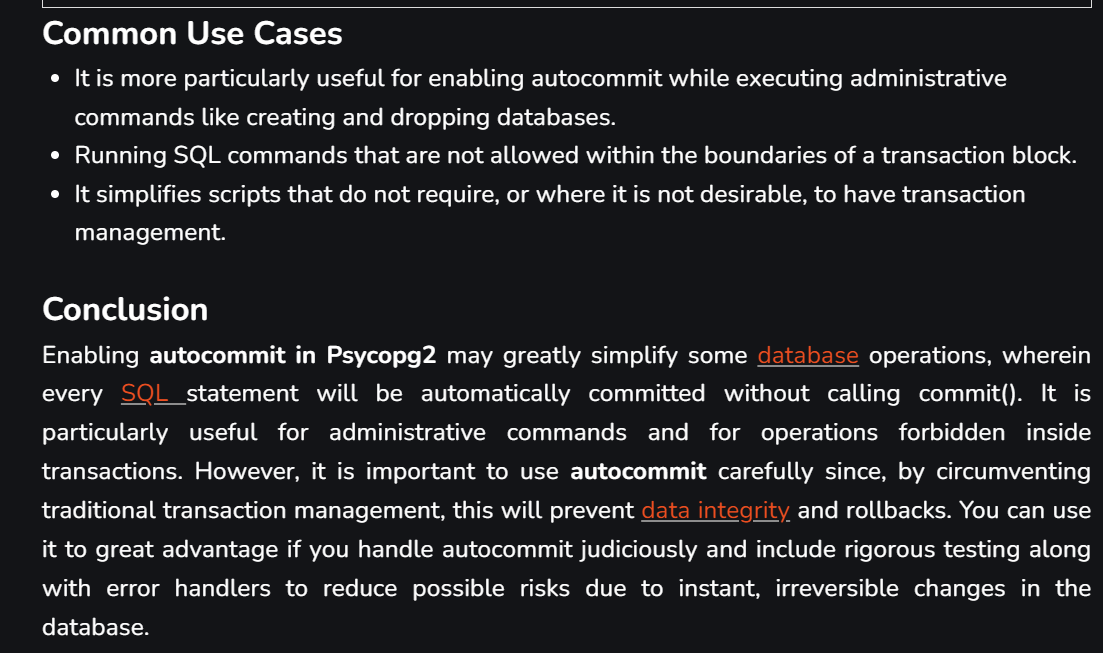 Common Use Cases
• It is more particularly useful for enabling autocommit while executing administrative
commands like creating and dropping databases.
• Running SQL commands that are not allowed within the boundaries of a transaction block.
• It simplifies scripts that do not require, or where it is not desirable, to have transaction
management.
Conclusion
Enabling autocommit in Psycopg2 may greatly simplify some database operations, wherein
every SQL statement will be automatically committed without calling commit(). It is
particularly useful for administrative commands and for operations forbidden inside
transactions. However, it is important to use autocommit carefully since, by circumventing
traditional transaction management, this will prevent data integrity and rollbacks. You can use
it to great advantage if you handle autocommit judiciously and include rigorous testing along
with error handlers to reduce possible risks due to instant, irreversible changes in the
database.